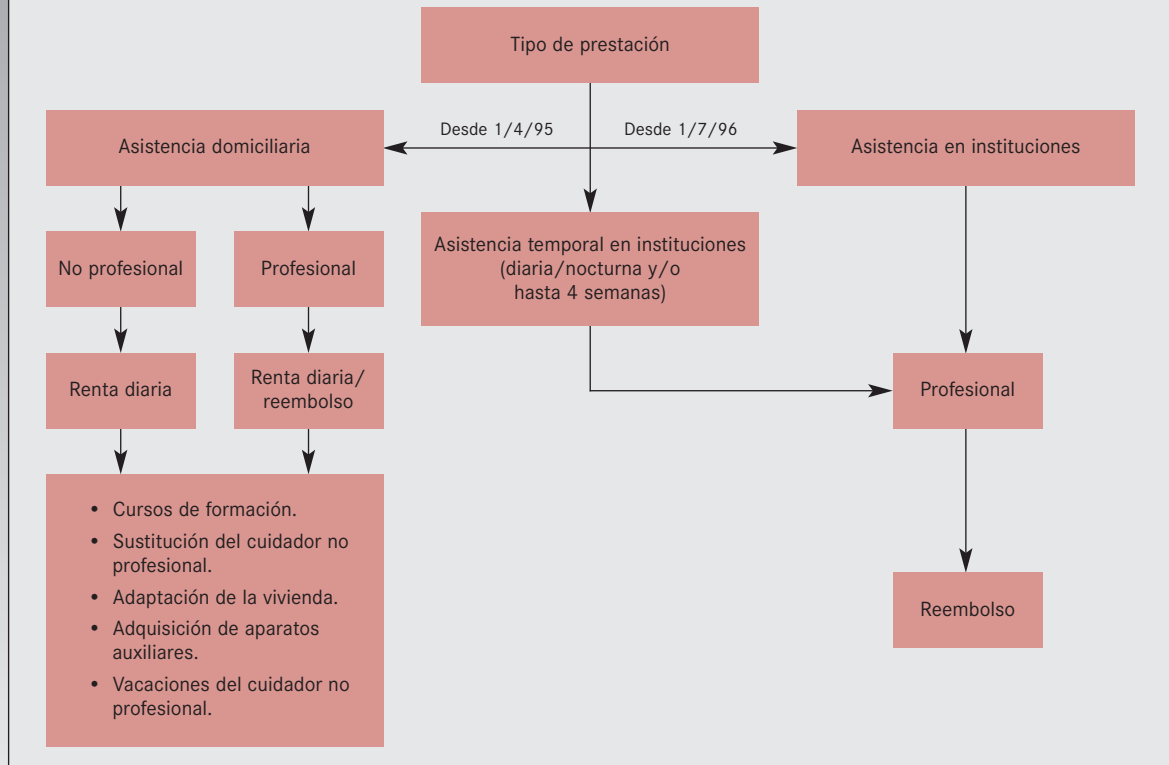 Tipo de prestación
Desde 1/4/95
Desde 1/7/96
Asistencia domiciliaria
Asistencia en instituciones
Asistencia temporal en instituciones
(diaria/nocturna y/o
hasta 4 semanas)
No profesional
Profesional
Renta diaria
Renta diaria/
reembolso
Profesional
• Cursos de formación.
• Sustitución del cuidador no
profesional.
• Adaptación de la vivienda.
• Adquisición de aparatos
auxiliares.
• Vacaciones del cuidador no
profesional.
Reembolso